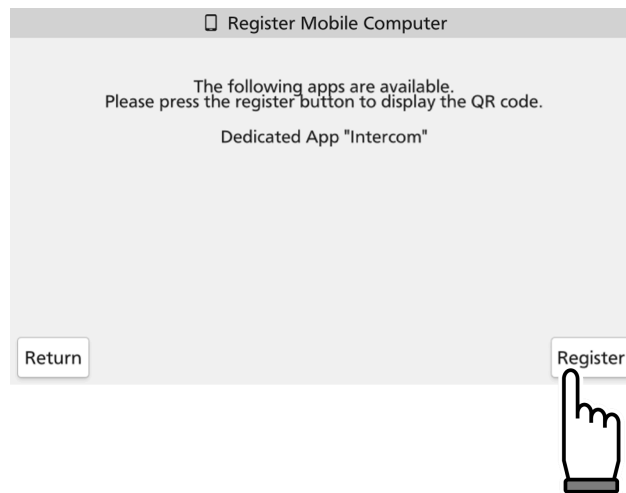 Register Mobile Computer
The following apps are available.
Please press the register button to display the QR code.
Dedicated App "Intercom"
Return
Register